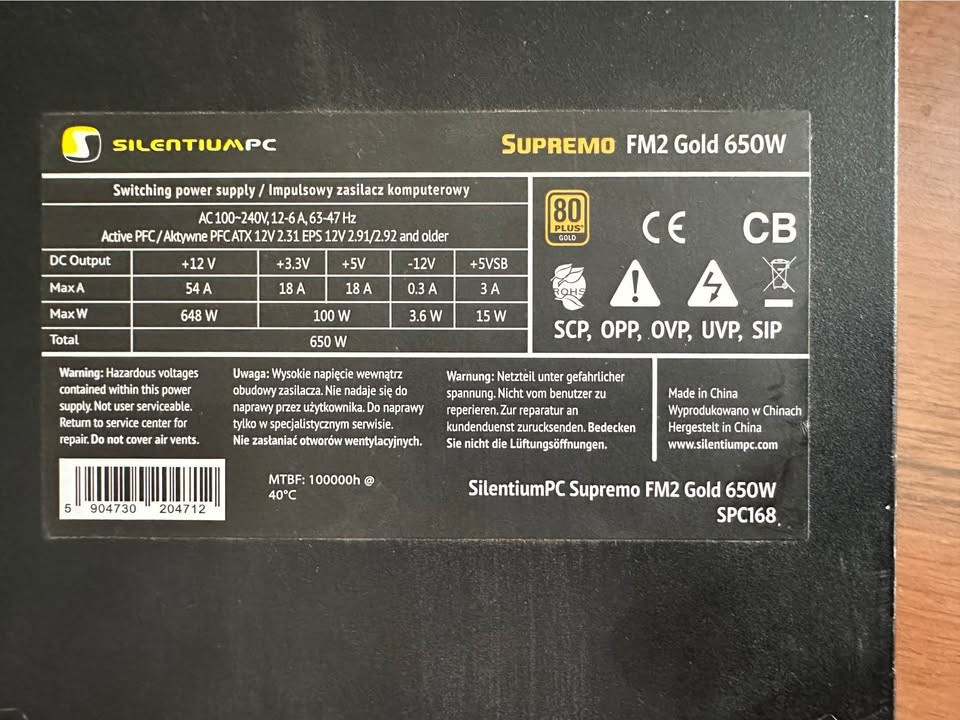 SILENTIUMPC
SUPREMO FM2 Gold 650W
Switching power supply / Impulsowy zasilacz komputerowy
AC 100~240V, 12-6 A, 63-47 Hz
Active PFC / Aktywne PFC ATX 12V 2.31 EPS 12V 2.91/2.92 and older
DC Output +12 V +3.3V +5V -12V +5VSB
Max A 54 A 18 A 18 A 0.3 A 3 A
Max W 648 W 100 W 3.6 W 15 W
Total 650 W
80
PLUS
GOLD
CE
CB
ROHS
SCP, OPP, OVP, UVP, SIP
Warning: Hazardous voltages
contained within this power
supply. Not user serviceable.
Return to service center for
repair. Do not cover air vents.
Uwaga: Wysokie napięcie wewnątrz
obudowy zasilacza. Nie nadaje się do
naprawy przez użytkownika. Do naprawy
tylko w specjalistycznym serwisie.
Nie zasłaniać otworów wentylacyjnych.
Warnung: Netzteil unter gefahrlicher
spannung. Nicht vom benutzer zu
reperieren. Zur reparatur an
kundenduenst zurucksenden. Bedecken
Sie nicht die Lüftungsöffnungen.
Made in China
Wyprodukowano w Chinach
Hergestelt in China
www.silentiumpc.com
5 904730 204712
MTBF: 100000h @
40°C
SilentiumPC Supremo FM2 Gold 650W
SPC168